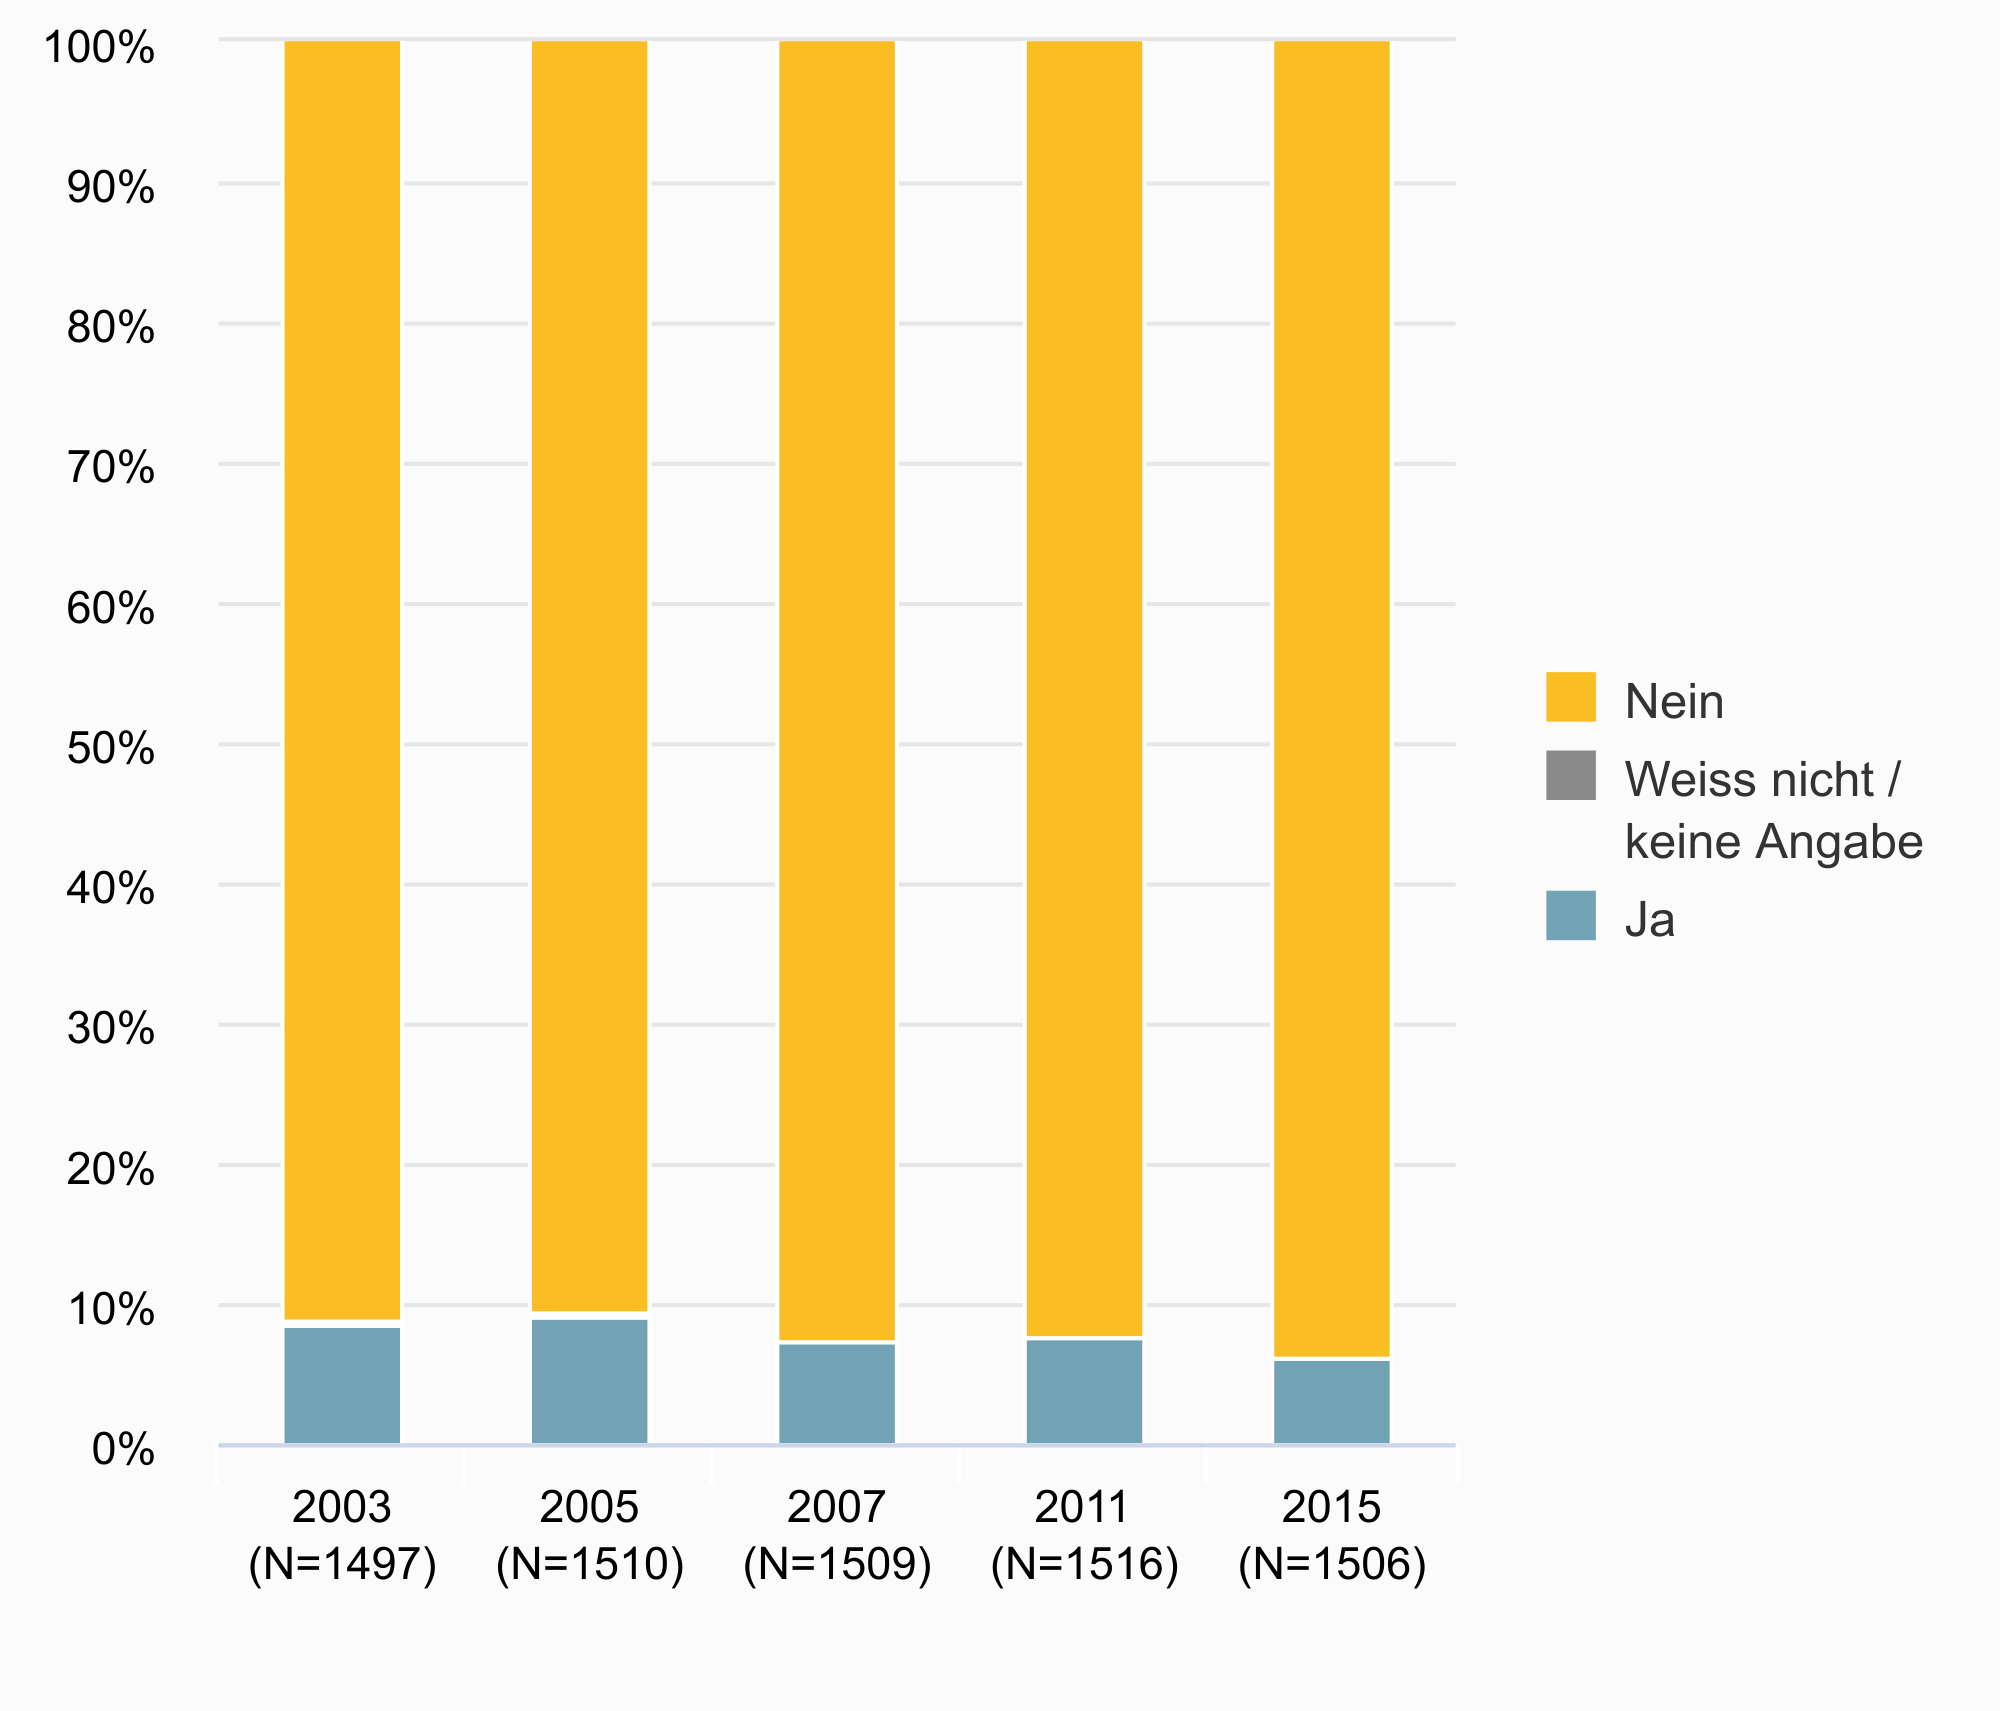 100%
90%
80%
70%
60%
50%
40%
30%
20%
10%
0%
2003
(N=1497)
2005
(N=1510)
2007
(N=1509)
2011
(N=1516)
2015
(N=1506)
Nein
Weiss nicht /
keine Angabe
Ja